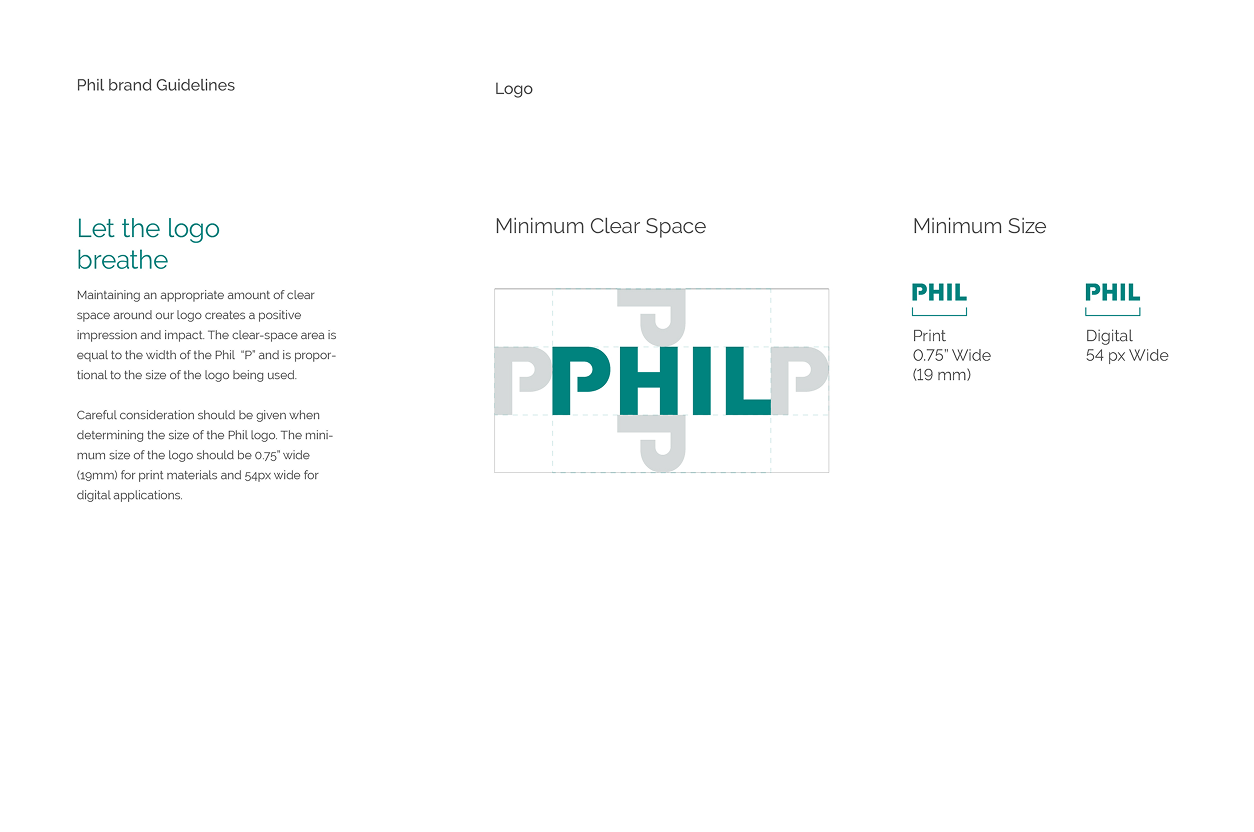 Phil brand Guidelines
Logo
Let the logo
breathe
Maintaining an appropriate amount of clear
space around our logo creates a positive
impression and impact. The clear-space area is
equal to the width of the Phil “P” and is propor-
tional to the size of the logo being used.
Careful consideration should be given when
determining the size of the Phil logo. The mini-
mum size of the logo should be 0.75” wide
(19mm) for print materials and 54px wide for
digital applications.
Minimum Clear Space
P
P PHIL P
P
Minimum Size
PHIL
Print
0.75” Wide
(19 mm)
PHIL
Digital
54 px Wide